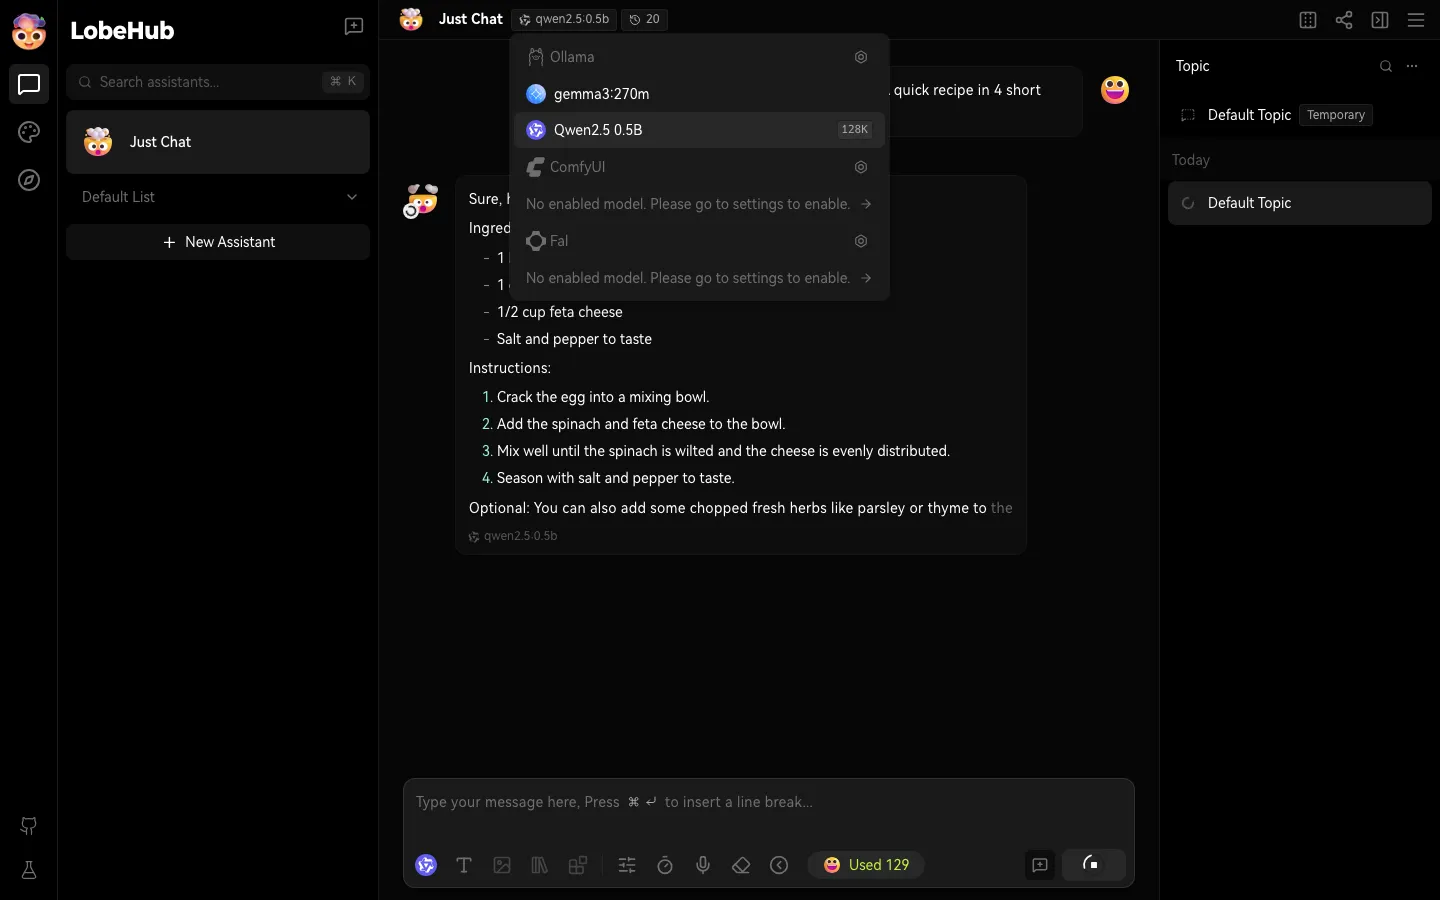 LobeHub
Search assistants...
⌘ K
Just Chat
Default List
New Assistant
Just Chat
qwen2.5:0.5b
20
Ollama
gemma3:270m
Qwen2.5 0.5B
128K
ComfyUI
No enabled model. Please go to settings to enable.
Fal
No enabled model. Please go to settings to enable.
quick recipe in 4 short
Sure,
- 1
- 1
- 1/2 cup feta cheese
- Salt and pepper to taste
Instructions:
1. Crack the egg into a mixing bowl.
2. Add the spinach and feta cheese to the bowl.
3. Mix well until the spinach is wilted and the cheese is evenly distributed.
4. Season with salt and pepper to taste.
Optional: You can also add some chopped fresh herbs like parsley or thyme to the
qwen2.5:0.5b
Type your message here, Press ⌘ ⏎ to insert a line break...
Used 129
Topic
Default Topic
Temporary
Today
Default Topic